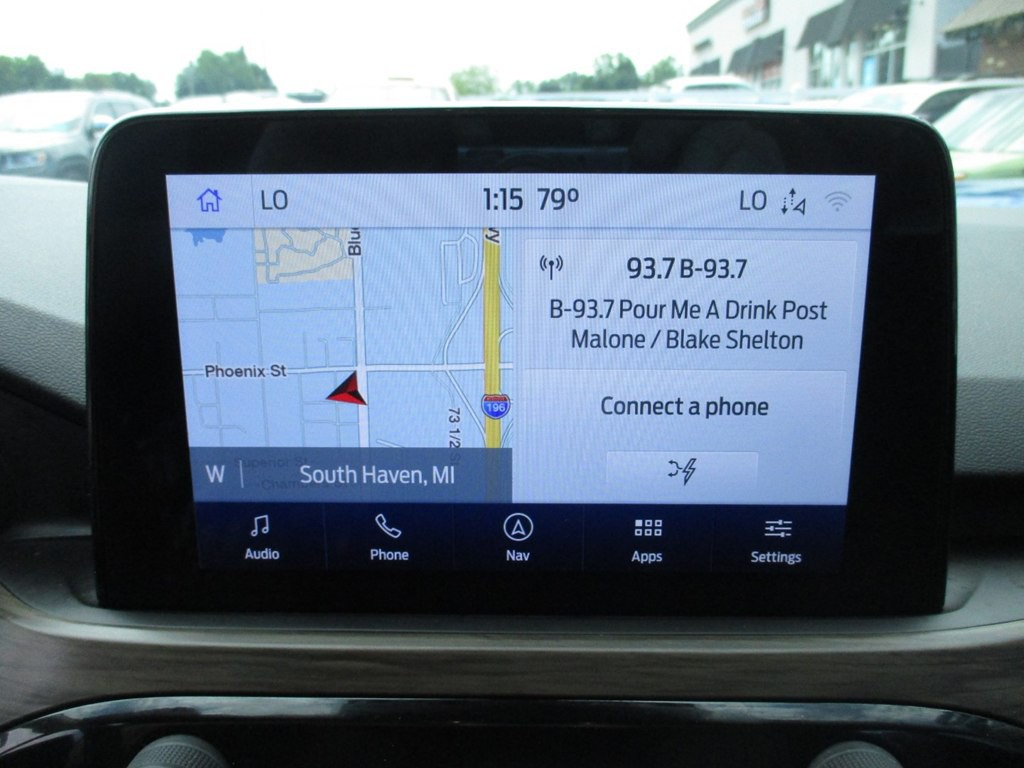 LO
1:15 79°
LO
93.7 B-93.7
B-93.7 Pour Me A Drink Post
Malone / Blake Shelton
Phoenix St
196
73 1/2
Connect a phone
W
South Haven, MI
Audio
Phone
Nav
Apps
Settings